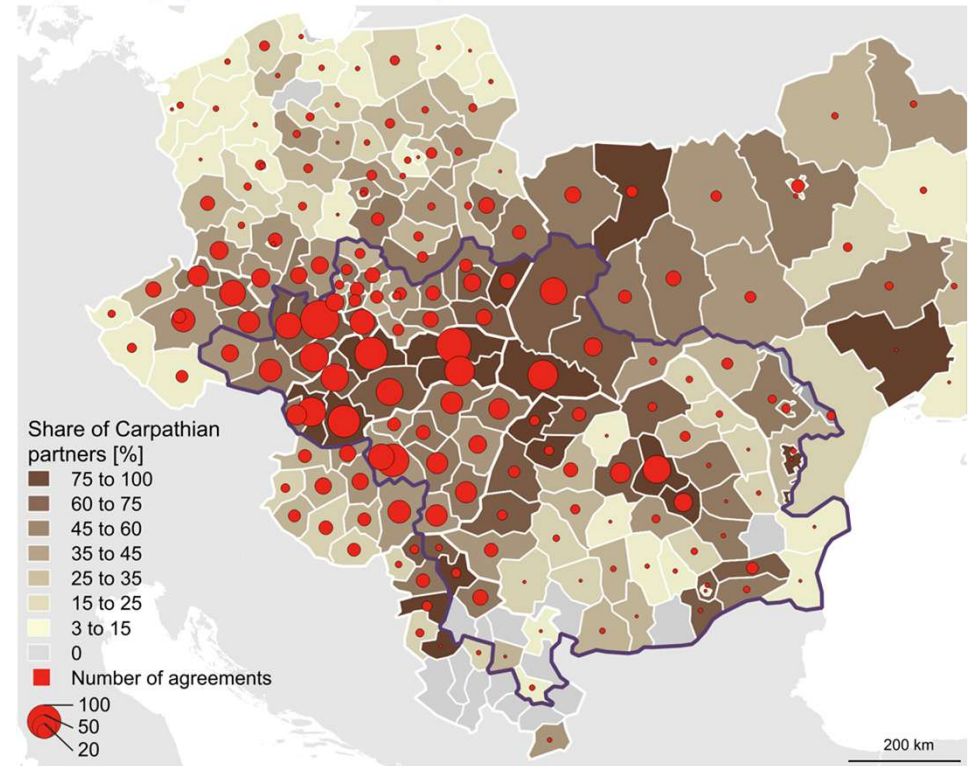 Share of Carpathian
partners [%]
75 to 100
60 to 75
45 to 60
35 to 45
25 to 35
15 to 25
3 to 15
0
Number of agreements
100
50
20
200 km